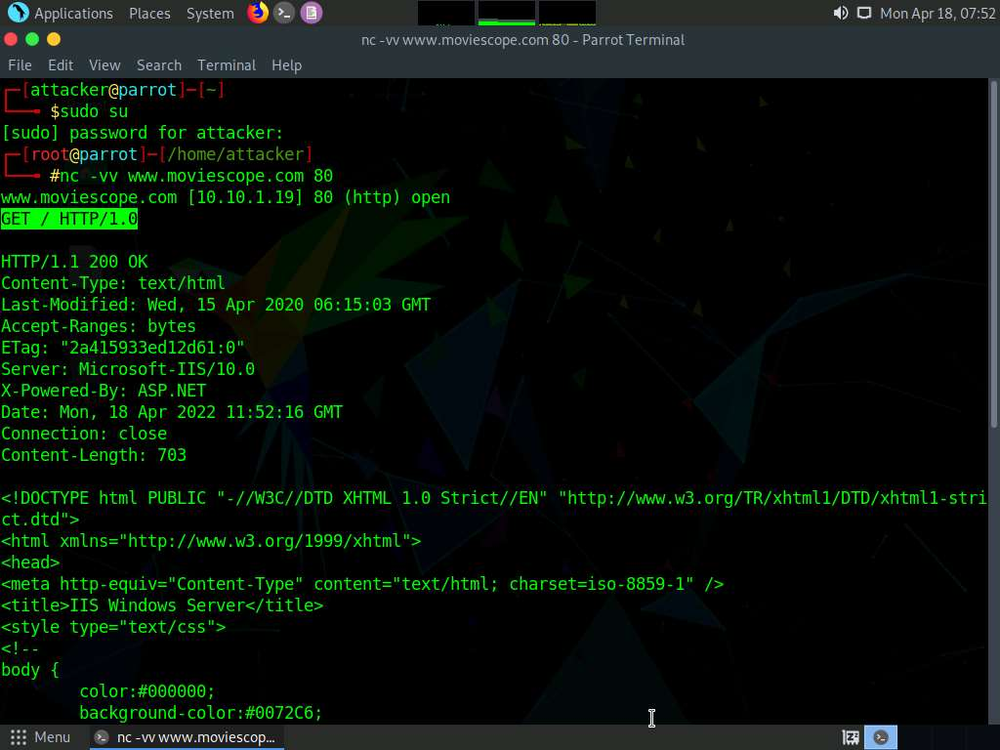 Applications Places System Mon Apr 18, 07:52
nc -vv www.moviescope.com 80 - Parrot Terminal
File Edit View Search Terminal Help
┌─[attacker@parrot]─[~]
└──╼ $sudo su
[sudo] password for attacker:
┌─[root@parrot]─[/home/attacker]
└──╼ #nc -vv www.moviescope.com 80
www.moviescope.com [10.10.1.19] 80 (http) open
GET / HTTP/1.0
HTTP/1.1 200 OK
Content-Type: text/html
Last-Modified: Wed, 15 Apr 2020 06:15:03 GMT
Accept-Ranges: bytes
ETag: "2a415933ed12d61:0"
Server: Microsoft-IIS/10.0
X-Powered-By: ASP.NET
Date: Mon, 18 Apr 2022 11:52:16 GMT
Connection: close
Content-Length: 703
<!DOCTYPE html PUBLIC "-//W3C//DTD XHTML 1.0 Strict//EN" "http://www.w3.org/TR/xhtml1/DTD/xhtml1-stri
ct.dtd">
<html xmlns="http://www.w3.org/1999/xhtml">
<head>
<meta http-equiv="Content-Type" content="text/html; charset=iso-8859-1" />
<title>IIS Windows Server</title>
<style type="text/css">
<!--
body {
color:#000000;
background-color:#0072C6;
Menu nc -vv www.moviescop...